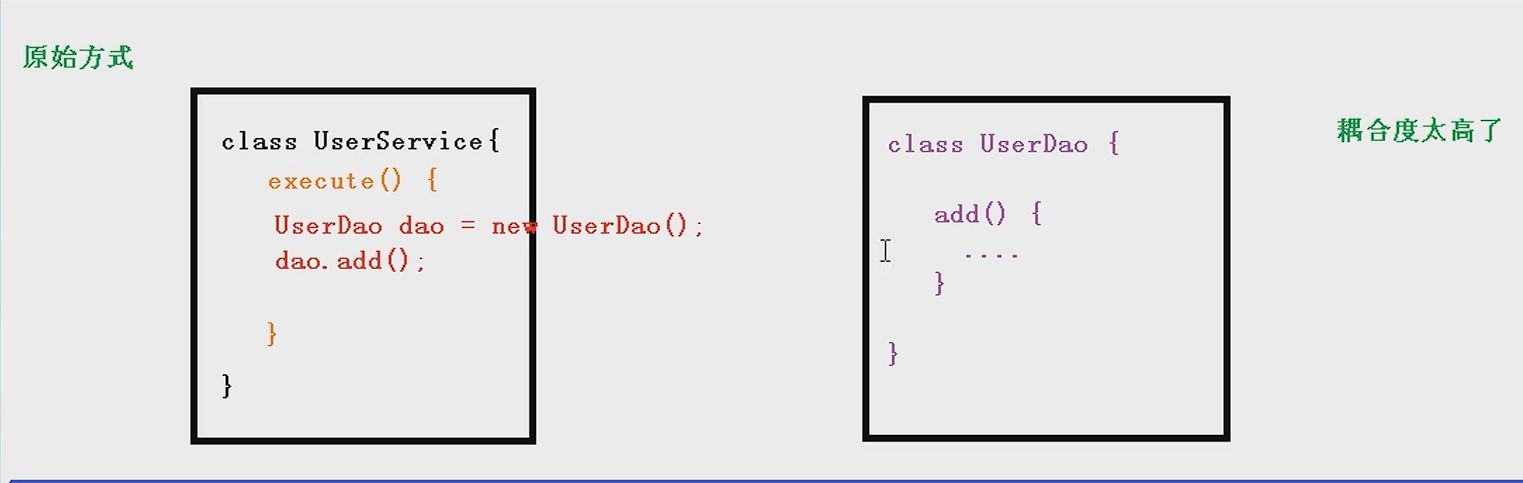 原始方式
class UserService{
execute() {
UserDao dao = new UserDao();
dao.add();
}
}
class UserDao {
add() {
....
}
}
耦合度太高了